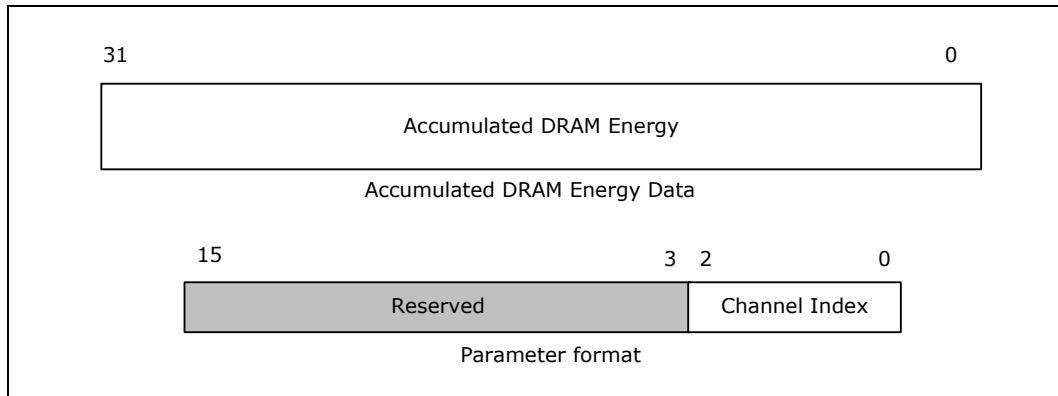 31 0
Accumulated DRAM Energy
Accumulated DRAM Energy Data
15 3 2 0
Reserved Channel Index
Parameter format